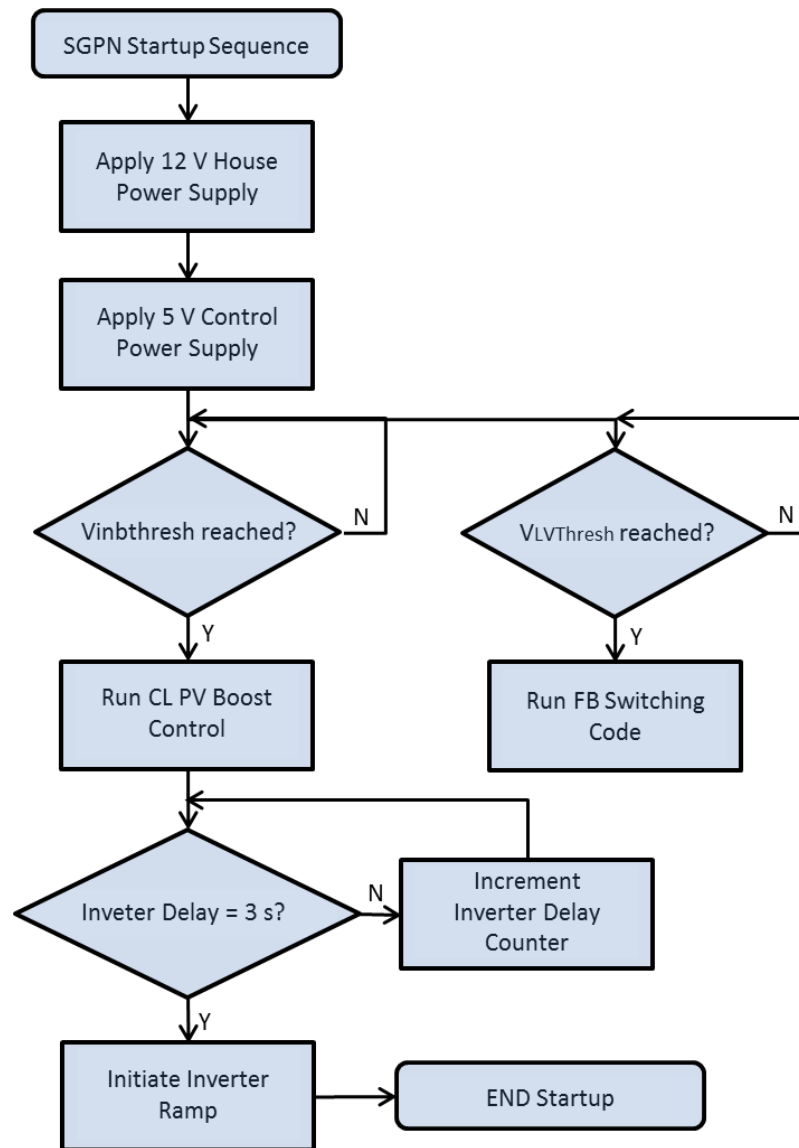 SGPN Startup Sequence
Apply 12 V House
Power Supply
Apply 5 V Control
Power Supply
Vinbthresh reached?
N
VLVThresh reached?
N
Y
Y
Run CL PV Boost
Control
Run FB Switching
Code
Inveter Delay = 3 s?
N
Increment
Inverter Delay
Counter
Y
Initiate Inverter
Ramp
END Startup